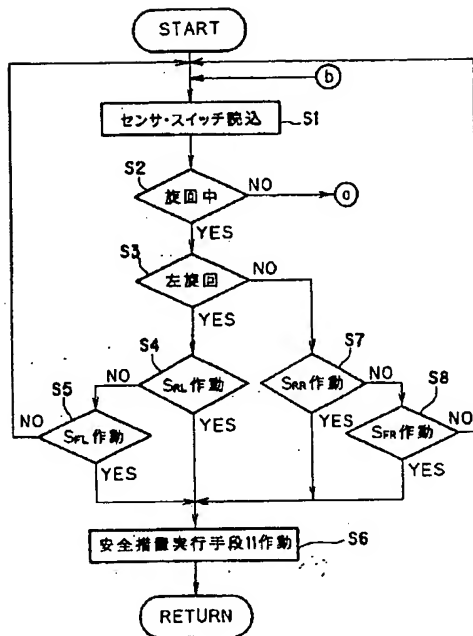 START
b
センサ・スイッチ読込
S1
S2
旋回中
NO
a
YES
S3
左旋回
NO
YES
S4
S7
NO
SRL作動
SRR作動
NO
S8
S5
NO
SFL作動
YES
YES
SFR作動
NO
YES
YES
安全措置実行手段11作動
S6
RETURN